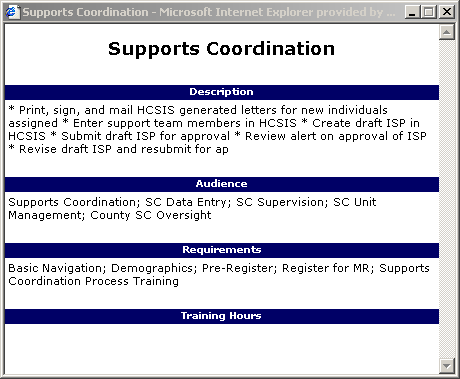 Supports Coordination - Microsoft Internet Explorer provided by ...
Supports Coordination
Description
* Print, sign, and mail HCSIS generated letters for new individuals
assigned * Enter support team members in HCSIS * Create draft ISP in
HCSIS * Submit draft ISP for approval * Review alert on approval of ISP
* Revise draft ISP and resubmit for ap
Audience
Supports Coordination; SC Data Entry; SC Supervision; SC Unit
Management; County SC Oversight
Requirements
Basic Navigation; Demographics; Pre-Register; Register for MR; Supports
Coordination Process Training
Training Hours